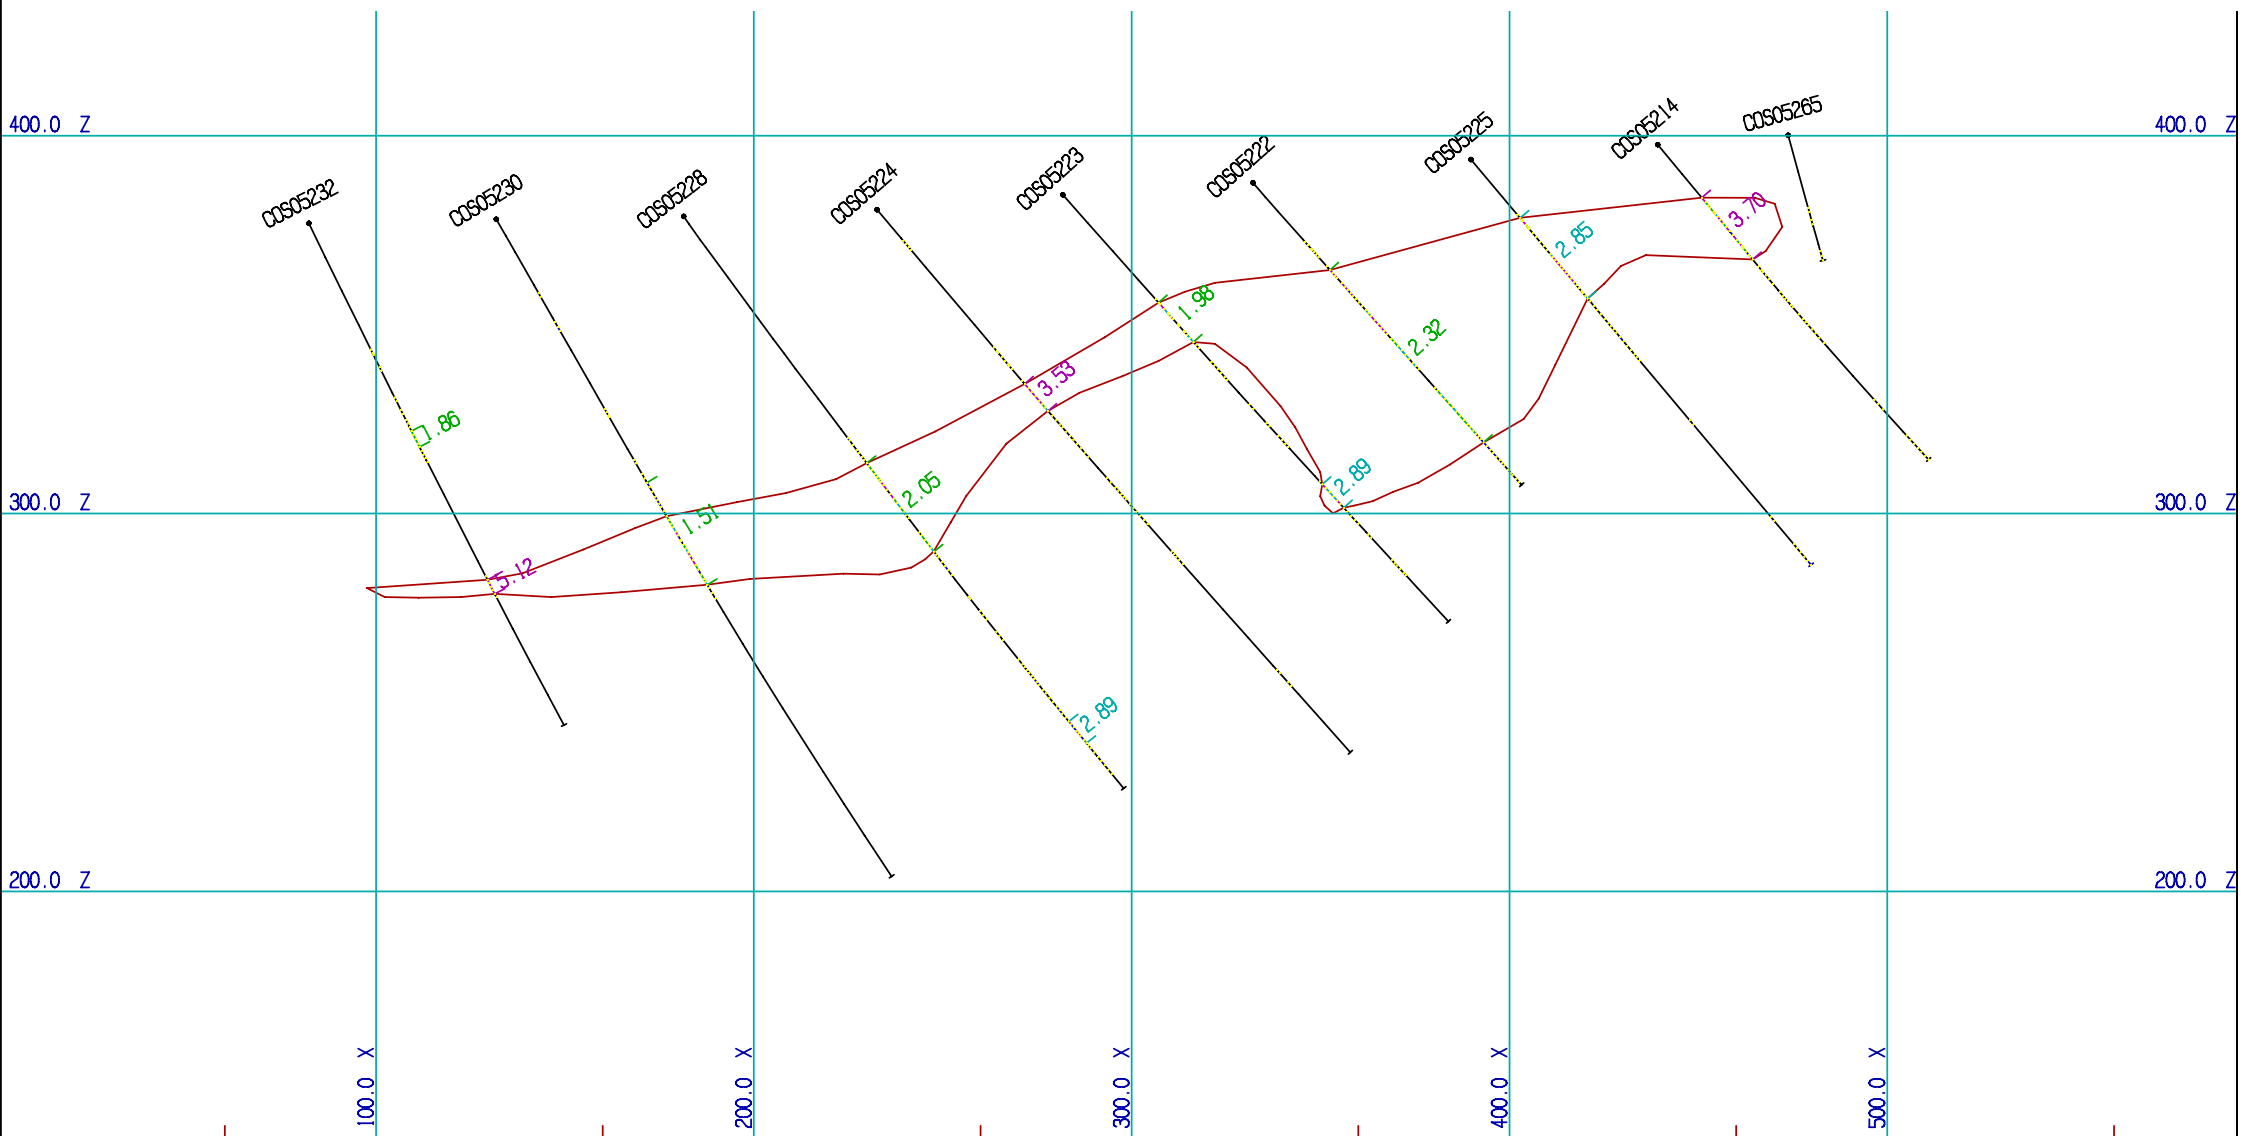 400.0 Z
400.0 Z
COS05232
COS05230
COS05228
COS05224
COS05223
COS05222
COS05225
COS05214
COS05265
3.70
2.85
1.98
2.32
3.53
1.86
2.89
2.05
300.0 Z
300.0 Z
1.51
5.12
2.89
200.0 Z
200.0 Z
100.0 X
200.0 X
300.0 X
400.0 X
500.0 X